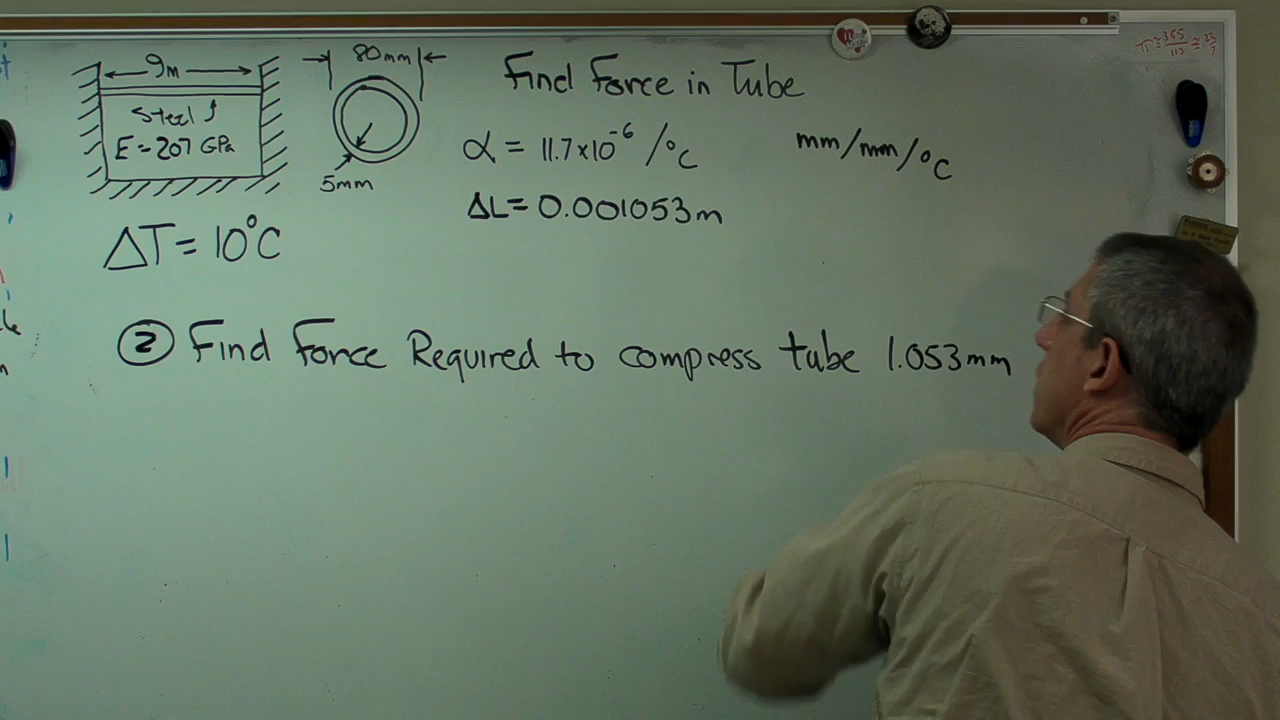 9m
Steel
E = 207 GPa
80mm
5mm
Find Force in Tube
α = 11.7x10⁻⁶ /°C
mm/mm/°C
ΔL = 0.001053m
ΔT = 10°C
② Find Force Required to compress tube 1.053mm
π ≅ 355/113 ≅ 22/7